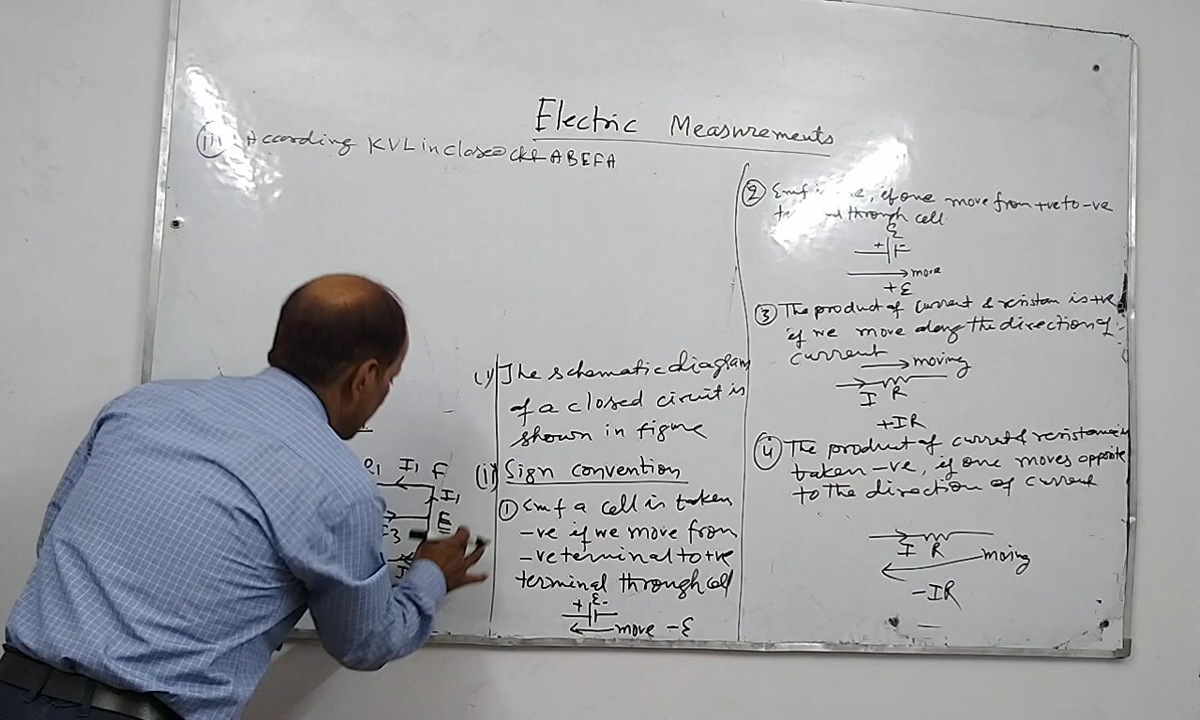 Electric Measurements
(iii) According KVL in closed ckt ABEFA
R1 I1 F
I1
E
(i) The schematic diagram
of a closed circuit is
shown in figure
(ii) Sign convention
① Emf a cell is taken
-ve if we move from
-ve terminal to +ve
terminal through cell
+ ε -
move -ε
② Emf is, if one move from +ve to -ve
through cell
ε
+ -
move
+ε
③ The product of current & resistan is +ve
if we move along the direction of
current
moving
I R
+IR
④ The product of current & resistance is
taken -ve, if one moves opposite
to the direction of current
I R
moving
-IR